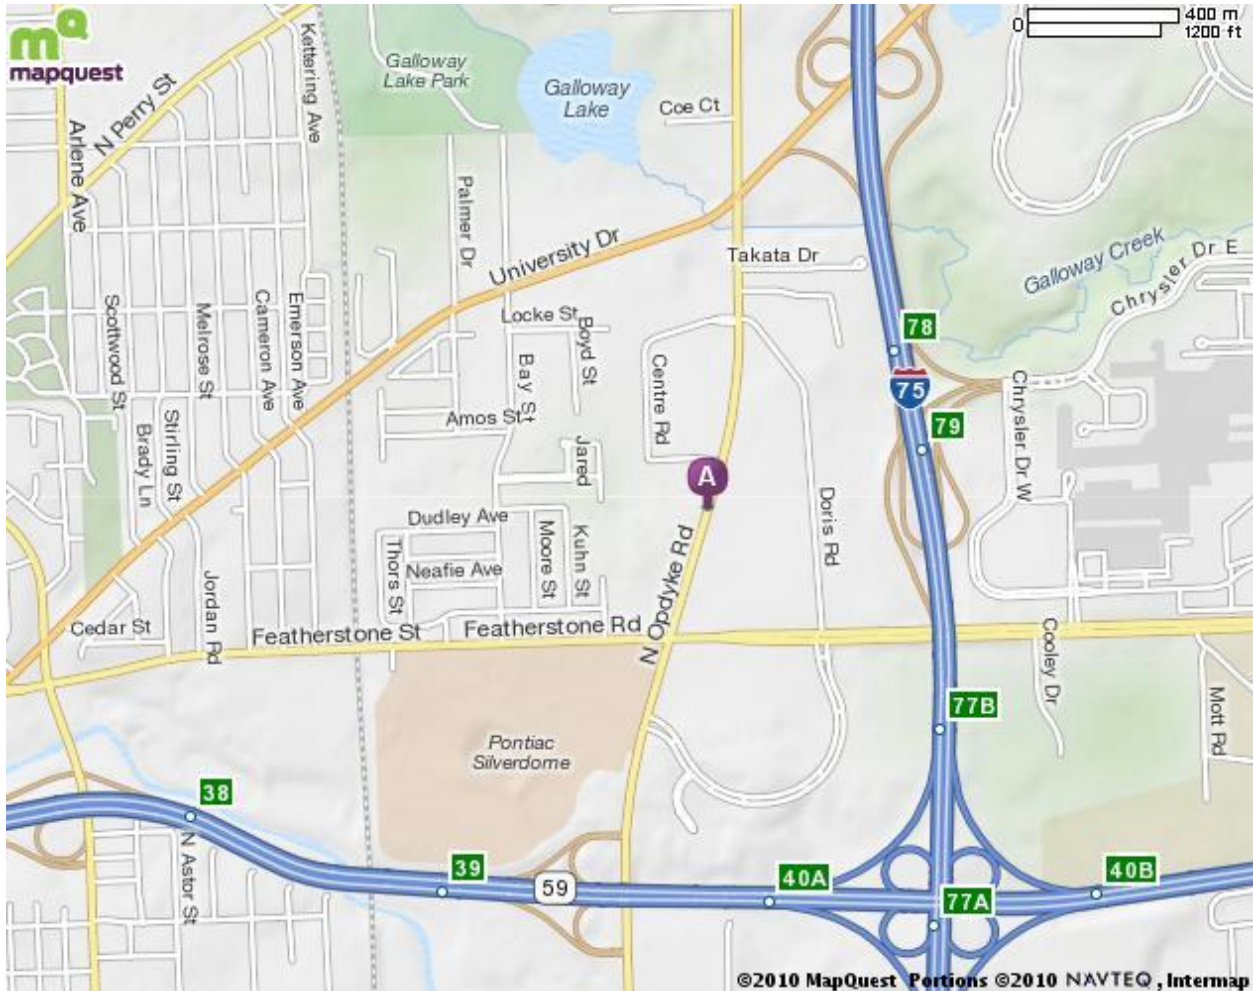 mapquest
400 m
0
1200 ft
Kettering Ave
Galloway
Lake Park
Galloway
Lake
Coe Ct
N Perry St
Arlene Ave
Palmer Dr
University Dr
Takata Dr
Galloway Creek
Chrysler Dr E
Scottwood St
Melrose St
Cameron Ave
Emerson Ave
Locke St
Boyd St
78
Bay St
Centre Rd
75
Chrysler Dr W
Amos St
79
Brady Ln
Stirling St
Jared
A
Doris Rd
Dudley Ave
Thors St
Neafie Ave
Moore St
Kuhn St
N Opdyke Rd
Jordan Rd
Cedar St
Featherstone St
Featherstone Rd
Cooley Dr
Mott Rd
77B
Pontiac
Silverdome
38
N Astor St
39
59
40A
40B
77A
©2010 MapQuest Portions ©2010 NAVTEQ, Intermap